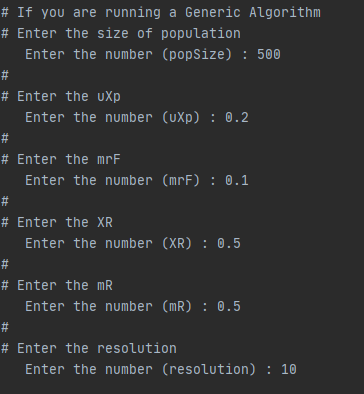 # If you are running a Generic Algorithm
# Enter the size of population
Enter the number (popSize) : 500
#
# Enter the uXp
Enter the number (uXp) : 0.2
#
# Enter the mrF
Enter the number (mrF) : 0.1
#
# Enter the XR
Enter the number (XR) : 0.5
#
# Enter the mR
Enter the number (mR) : 0.5
#
# Enter the resolution
Enter the number (resolution) : 10